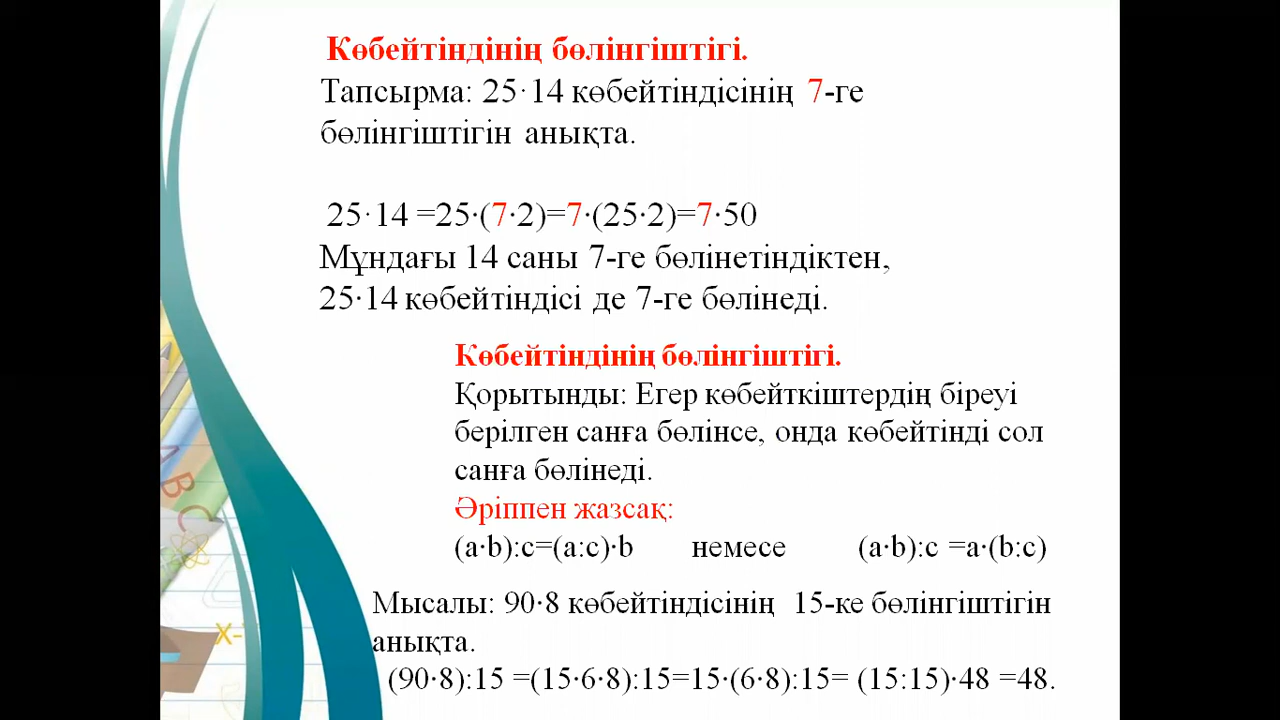 Көбейтіндінің бөлінгіштігі.
Тапсырма: 25·14 көбейтіндісінің 7-ге
бөлінгіштігін анықта.
25·14 =25·(7·2)=7·(25·2)=7·50
Мұндағы 14 саны 7-ге бөлінетіндіктен,
25·14 көбейтіндісі де 7-ге бөлінеді.
Көбейтіндінің бөлінгіштігі.
Қорытынды: Егер көбейткіштердің біреуі
берілген санға бөлінсе, онда көбейтінді сол
санға бөлінеді.
Әріппен жазсақ:
(a·b):c=(a:c)·b немесе (a·b):c =a·(b:c)
Мысалы: 90·8 көбейтіндісінің 15-ке бөлінгіштігін
анықта.
(90·8):15 =(15·6·8):15=15·(6·8):15= (15:15)·48 =48.
B
C
X-